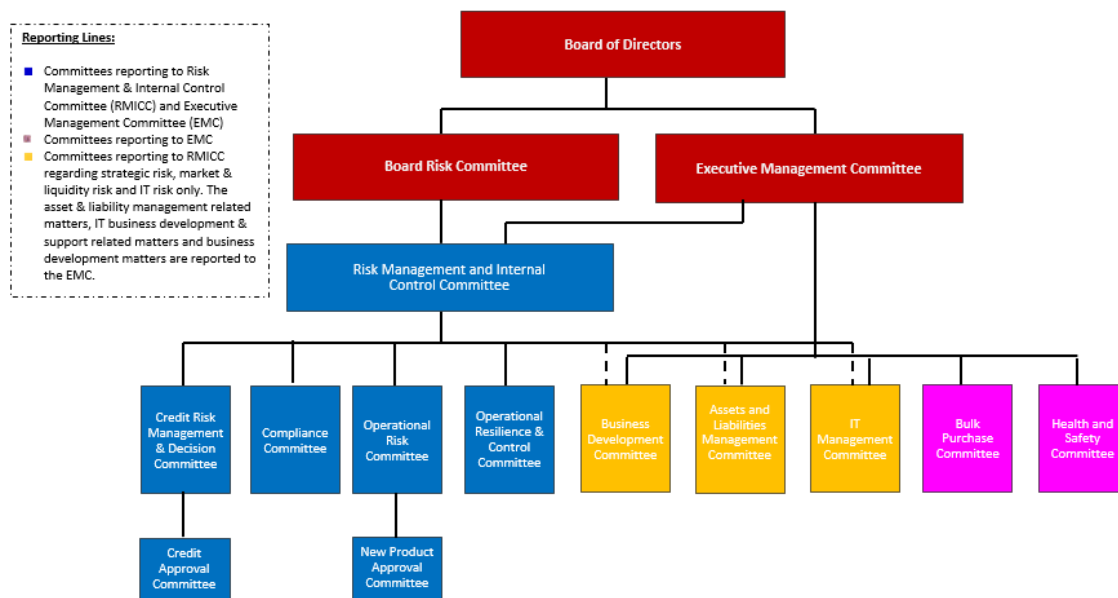 Reporting Lines:
Committees reporting to Risk
Management & Internal Control
Committee (RMICC) and Executive
Management Committee (EMC)
Committees reporting to EMC
Committees reporting to RMICC
regarding strategic risk, market &
liquidity risk and IT risk only. The
asset & liability management related
matters, IT business development &
support related matters and business
development matters are reported to
the EMC.
Board of Directors
Board Risk Committee
Executive Management Committee
Risk Management and Internal
Control Committee
Credit Risk
Management
& Decision
Committee
Compliance
Committee
Operational
Risk
Committee
Operational
Resilience &
Control
Committee
Business
Development
Committee
Assets and
Liabilities
Management
Committee
IT
Management
Committee
Bulk
Purchase
Committee
Health and
Safety
Committee
Credit
Approval
Committee
New Product
Approval
Committee